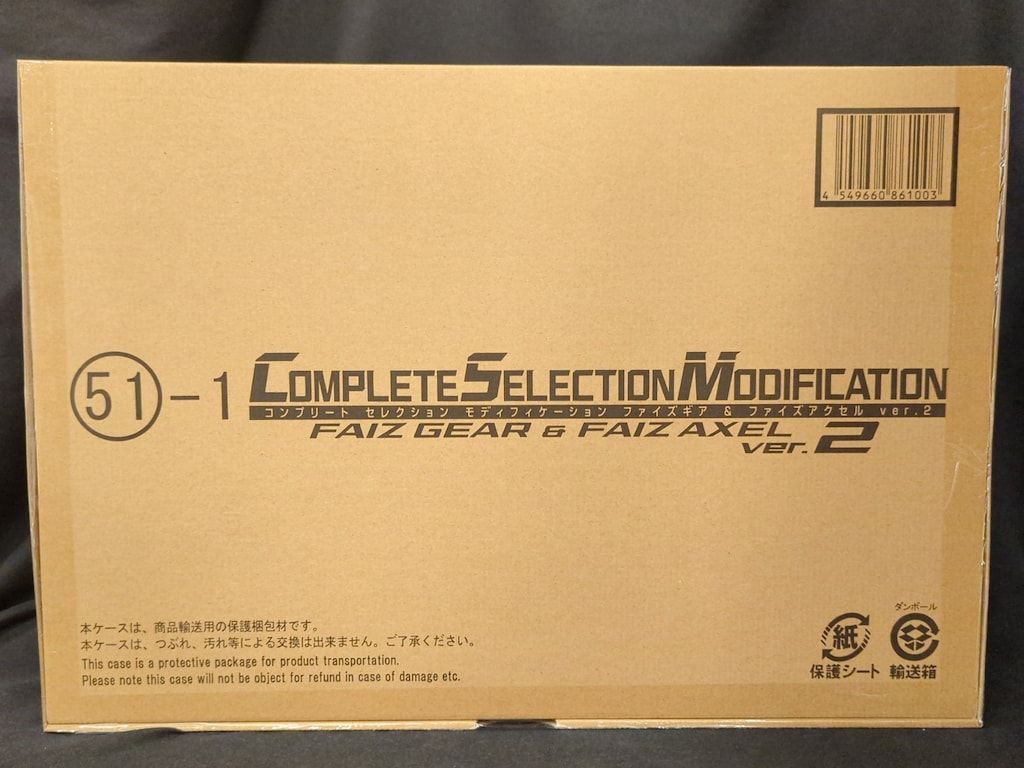 4 549660 861003
51-1
COMPLETE SELECTION MODIFICATION
コンプリート セレクション モディフィケーション ファイズギア & ファイズアクセル ver.2
FAIZ GEAR & FAIZ AXEL
ver. 2
本ケースは、商品輸送用の保護梱包材です。
本ケースは、つぶれ、汚れ等による交換は出来ません。ご了承ください。
This case is a protective package for product transportation.
Please note this case will not be object for refund in case of damage etc.
紙
保護シート
ダンボール
輸送箱